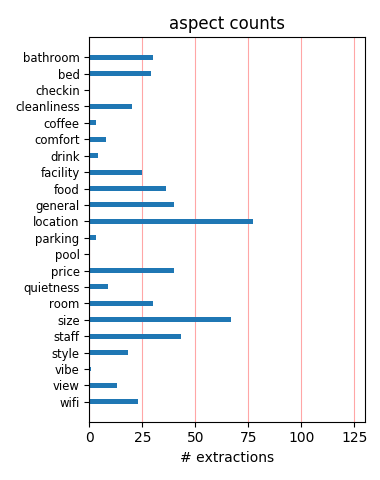 aspect counts
bathroom
bed
checkin
cleanliness
coffee
comfort
drink
facility
food
general
location
parking
pool
price
quietness
room
size
staff
style
vibe
view
wifi
0 25 50 75 100 125
# extractions